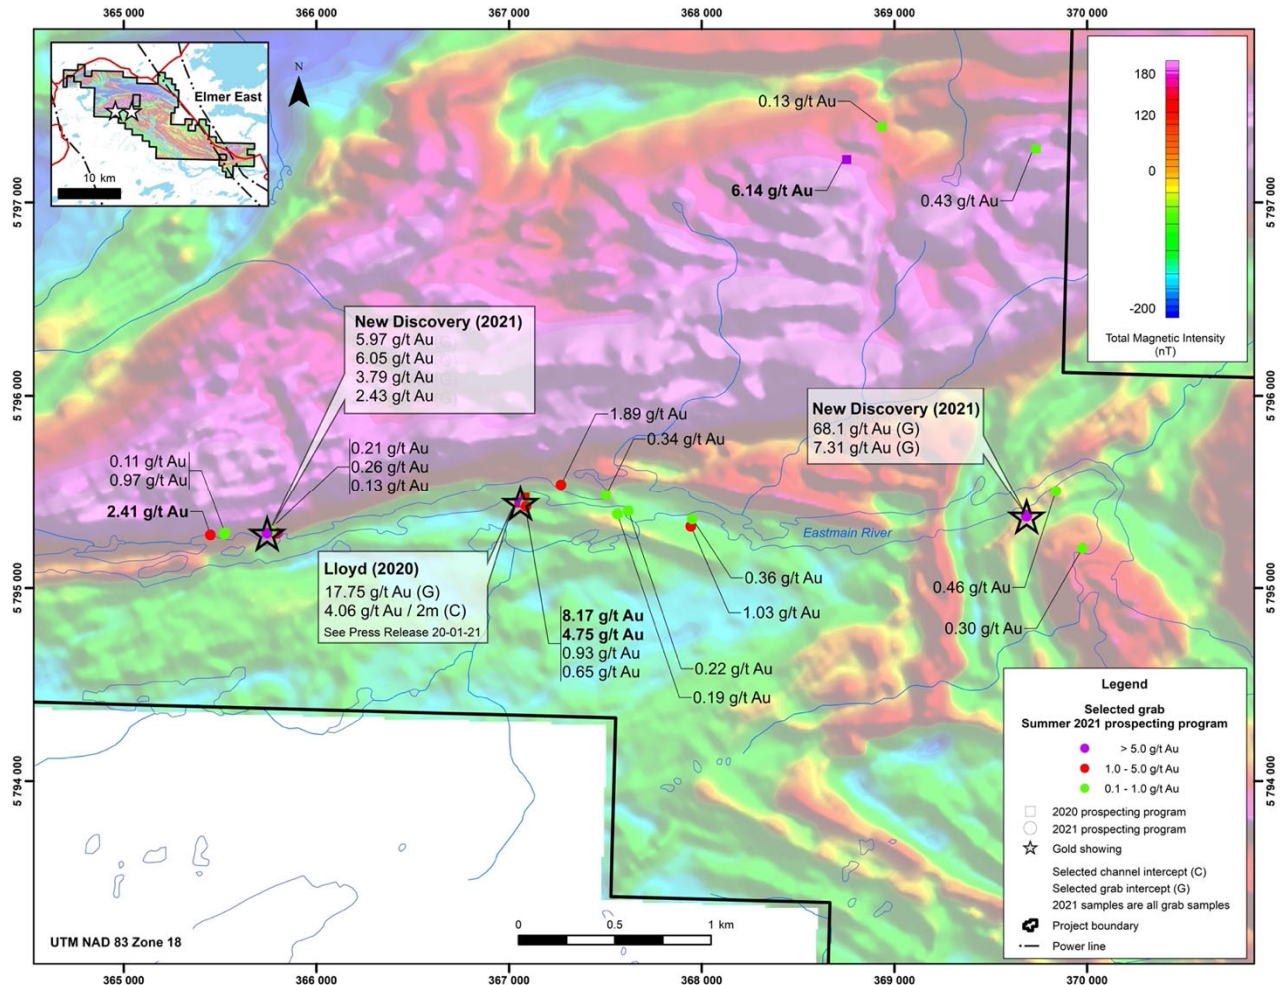 365 000 366 000 367 000 368 000 369 000 370 000
N
Elmer East
10 km
180
120
0
-200
Total Magnetic Intensity
(nT)
5 797 000
5 796 000
5 795 000
5 794 000
5 797 000
5 796 000
5 795 000
5 794 000
0.13 g/t Au
6.14 g/t Au
0.43 g/t Au
New Discovery (2021)
5.97 g/t Au
6.05 g/t Au
3.79 g/t Au
2.43 g/t Au
New Discovery (2021)
68.1 g/t Au (G)
7.31 g/t Au (G)
1.89 g/t Au
0.34 g/t Au
0.21 g/t Au
0.26 g/t Au
0.13 g/t Au
0.11 g/t Au
0.97 g/t Au
2.41 g/t Au
Eastmain River
Lloyd (2020)
17.75 g/t Au (G)
4.06 g/t Au / 2m (C)
See Press Release 20-01-21
8.17 g/t Au
4.75 g/t Au
0.93 g/t Au
0.65 g/t Au
0.36 g/t Au
1.03 g/t Au
0.22 g/t Au
0.19 g/t Au
0.46 g/t Au
0.30 g/t Au
Legend
Selected grab
Summer 2021 prospecting program
> 5.0 g/t Au
1.0 - 5.0 g/t Au
0.1 - 1.0 g/t Au
2020 prospecting program
2021 prospecting program
Gold showing
Selected channel intercept (C)
Selected grab intercept (G)
2021 samples are all grab samples
Project boundary
Power line
0 0.5 1 km
UTM NAD 83 Zone 18
365 000 366 000 367 000 368 000 369 000 370 000